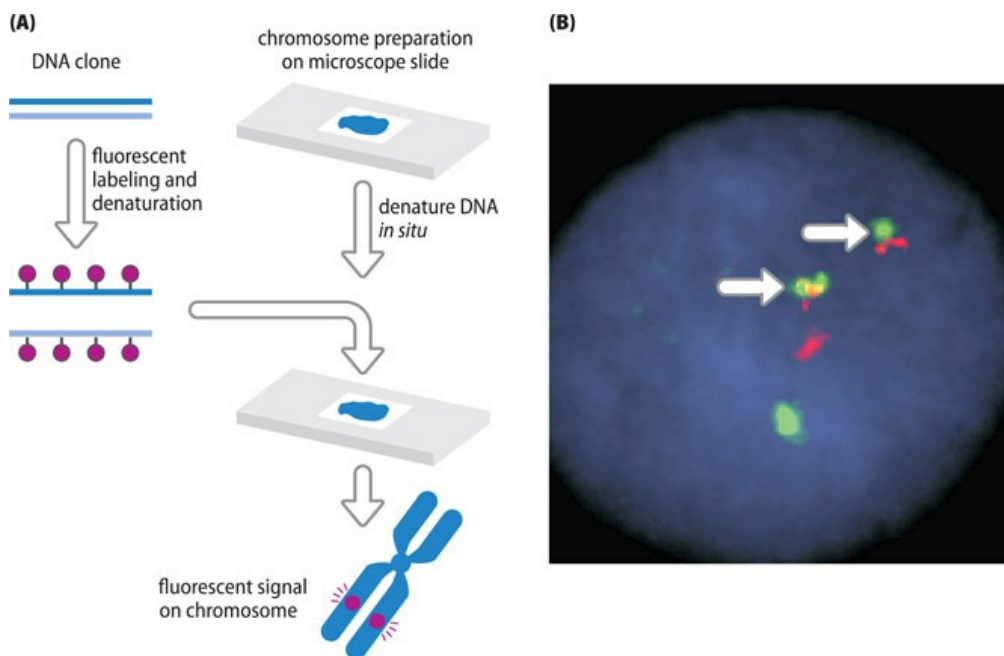 (A)
DNA clone
fluorescent
labeling and
denaturation
chromosome preparation
on microscope slide
denature DNA
in situ
fluorescent signal
on chromosome
(B)